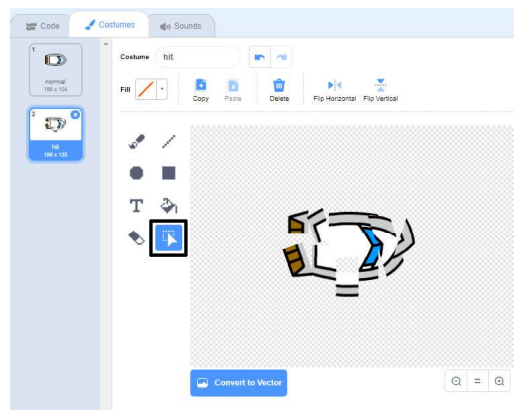 Code Costumes Sounds
1
normal
188 x 104
2
hit
198 x 133
Costume hit
Fill
Copy Paste Delete Flip Horizontal Flip Vertical
T
Convert to Vector